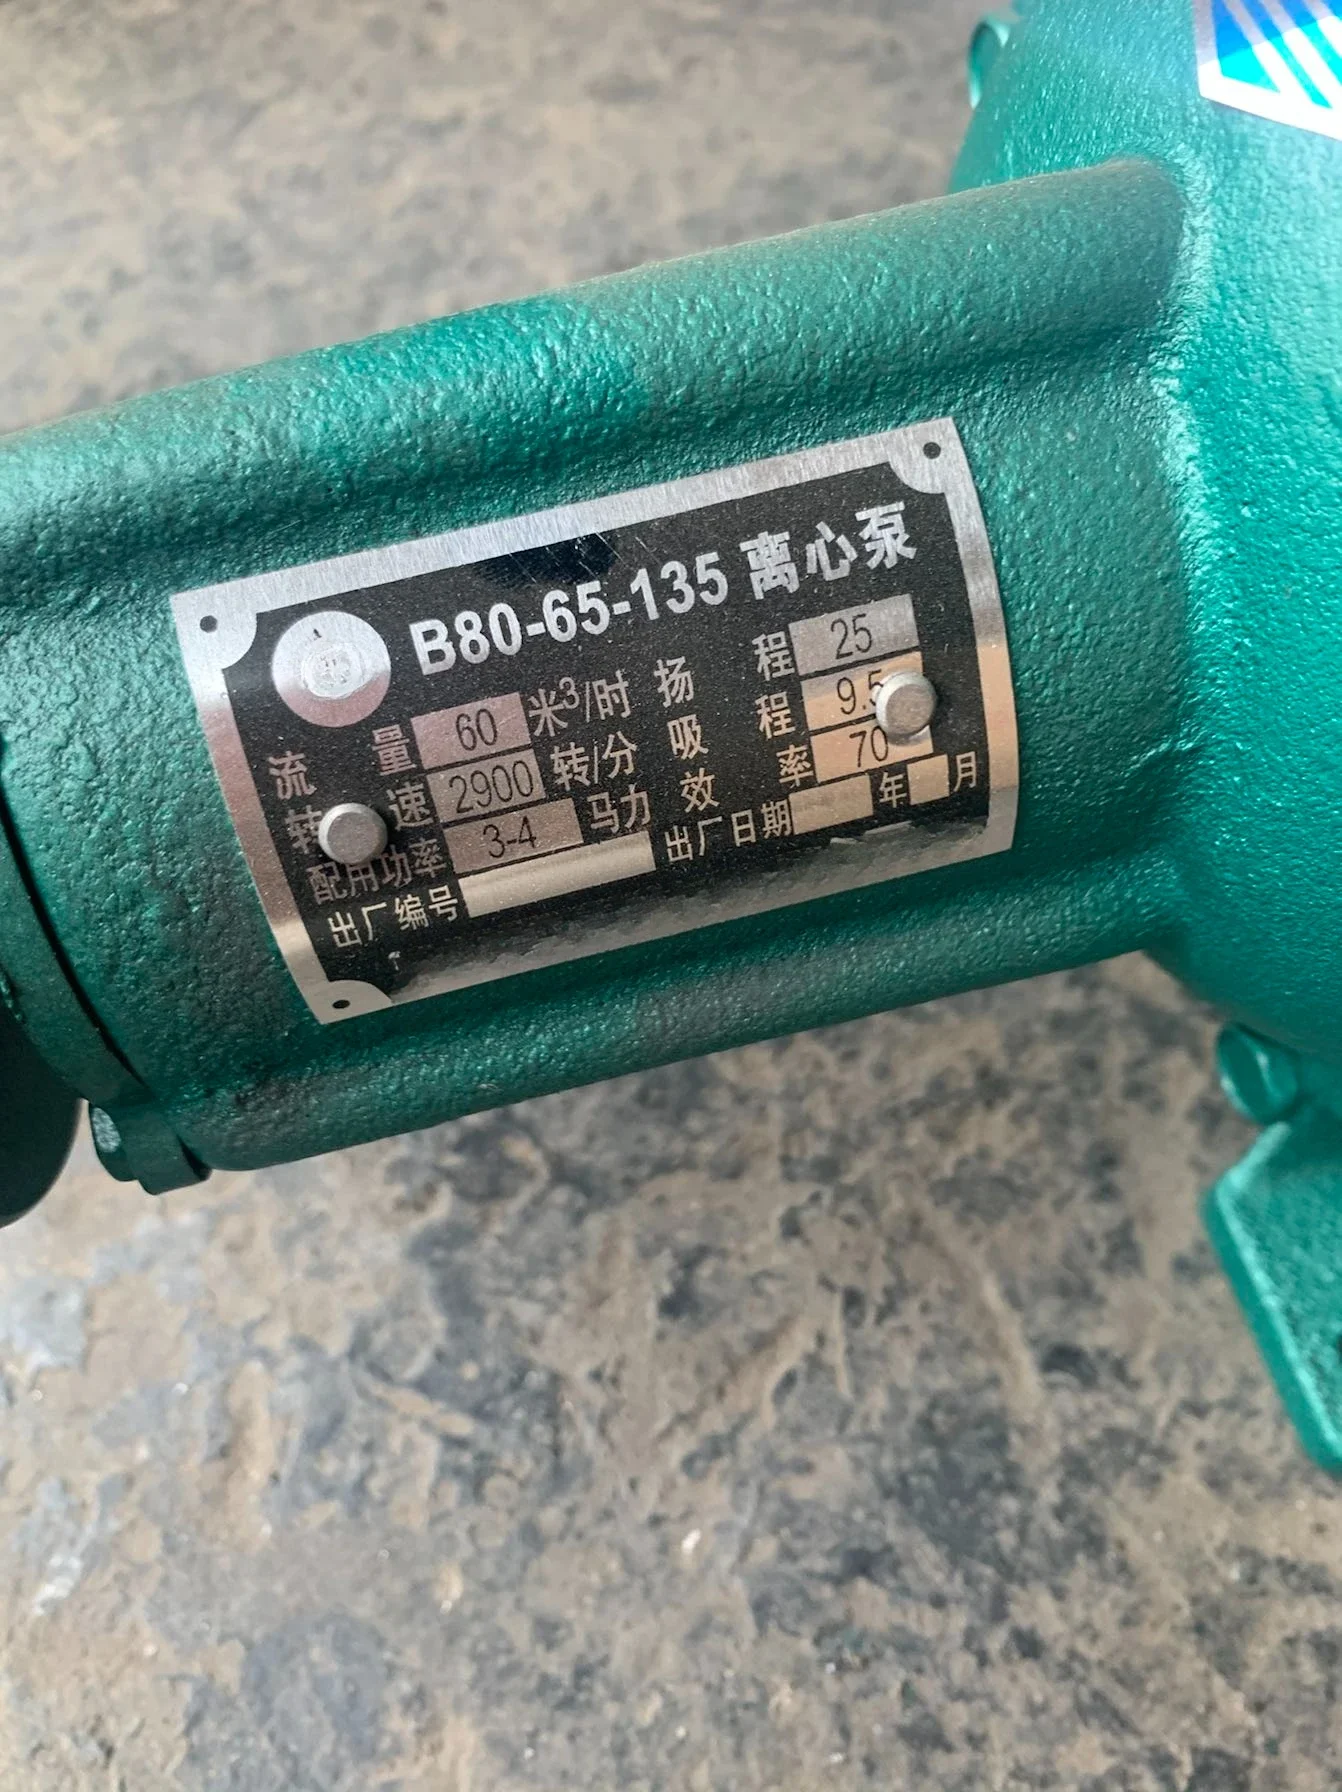 B80-65-135 离心泵
流 量 60 米³/时 扬 程 25
转 速 2900 转/分 吸 程 9.5
配用功率 3-4 马力 效 率 70
出厂编号 出厂日期 年 月